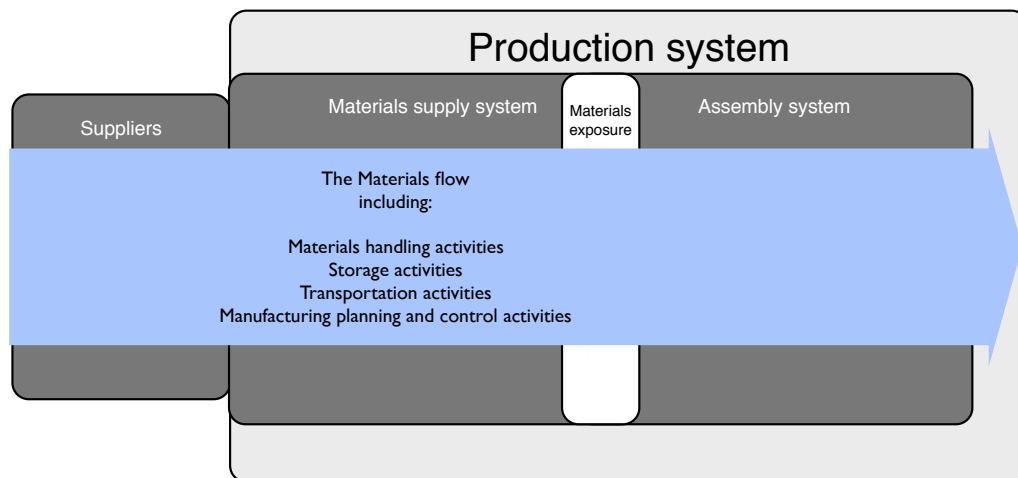 Production system
Suppliers
Materials supply system
Materials
exposure
Assembly system
The Materials flow
including:
Materials handling activities
Storage activities
Transportation activities
Manufacturing planning and control activities